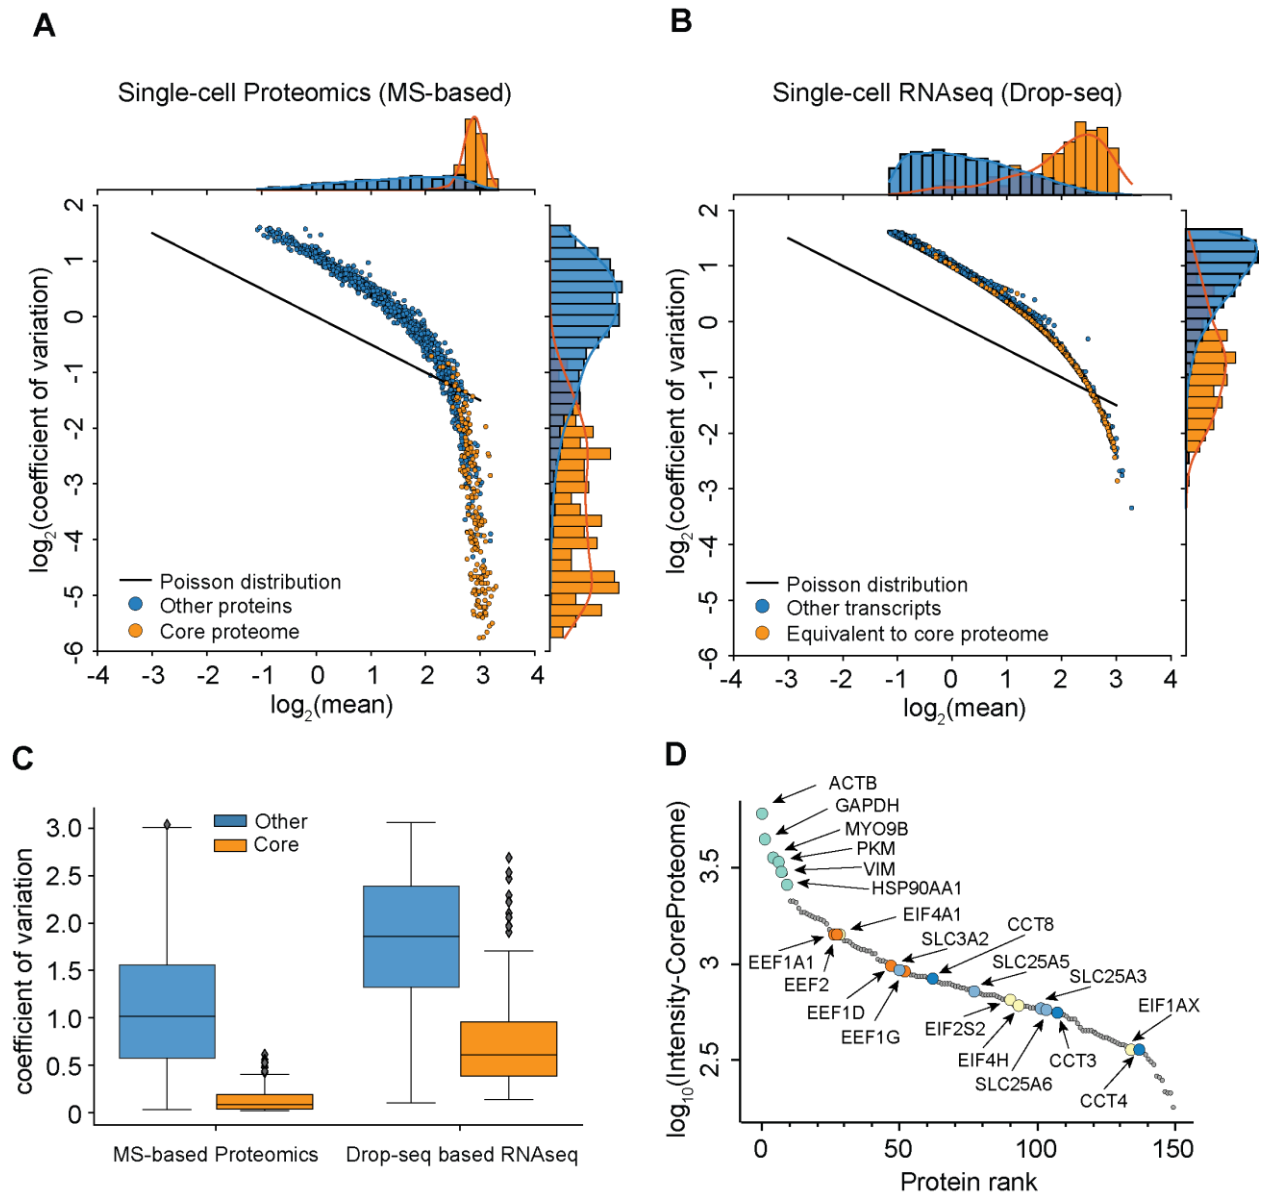 A
Single-cell Proteomics (MS-based)
2
1
0
-1
-2
-3
-4
-5
-6
log2(coefficient of variation)
Poisson distribution
Other proteins
Core proteome
-4 -3 -2 -1 0 1 2 3 4
log2(mean)
B
Single-cell RNAseq (Drop-seq)
2
1
0
-1
-2
-3
-4
-5
-6
log2(coefficient of variation)
Poisson distribution
Other transcripts
Equivalent to core proteome
-4 -3 -2 -1 0 1 2 3 4
log2(mean)
C
coefficient of variation
3.0
2.5
2.0
1.5
1.0
0.5
0
Other
Core
MS-based Proteomics Drop-seq based RNAseq
D
log10(Intensity-CoreProteome)
3.5
3
2.5
ACTB
GAPDH
MYO9B
PKM
VIM
HSP90AA1
EIF4A1
SLC3A2
CCT8
SLC25A5
SLC25A3
EIF1AX
EEF1A1
EEF2
EEF1D
EEF1G
EIF2S2
EIF4H
SLC25A6
CCT3
CCT4
0 50 100 150
Protein rank